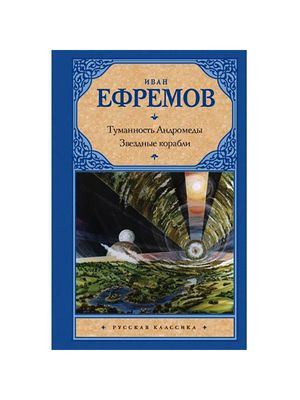 ИВАН
ЕФРЕМОВ
Туманность Андромеды
Звездные корабли
РУССКАЯ КЛАССИКА